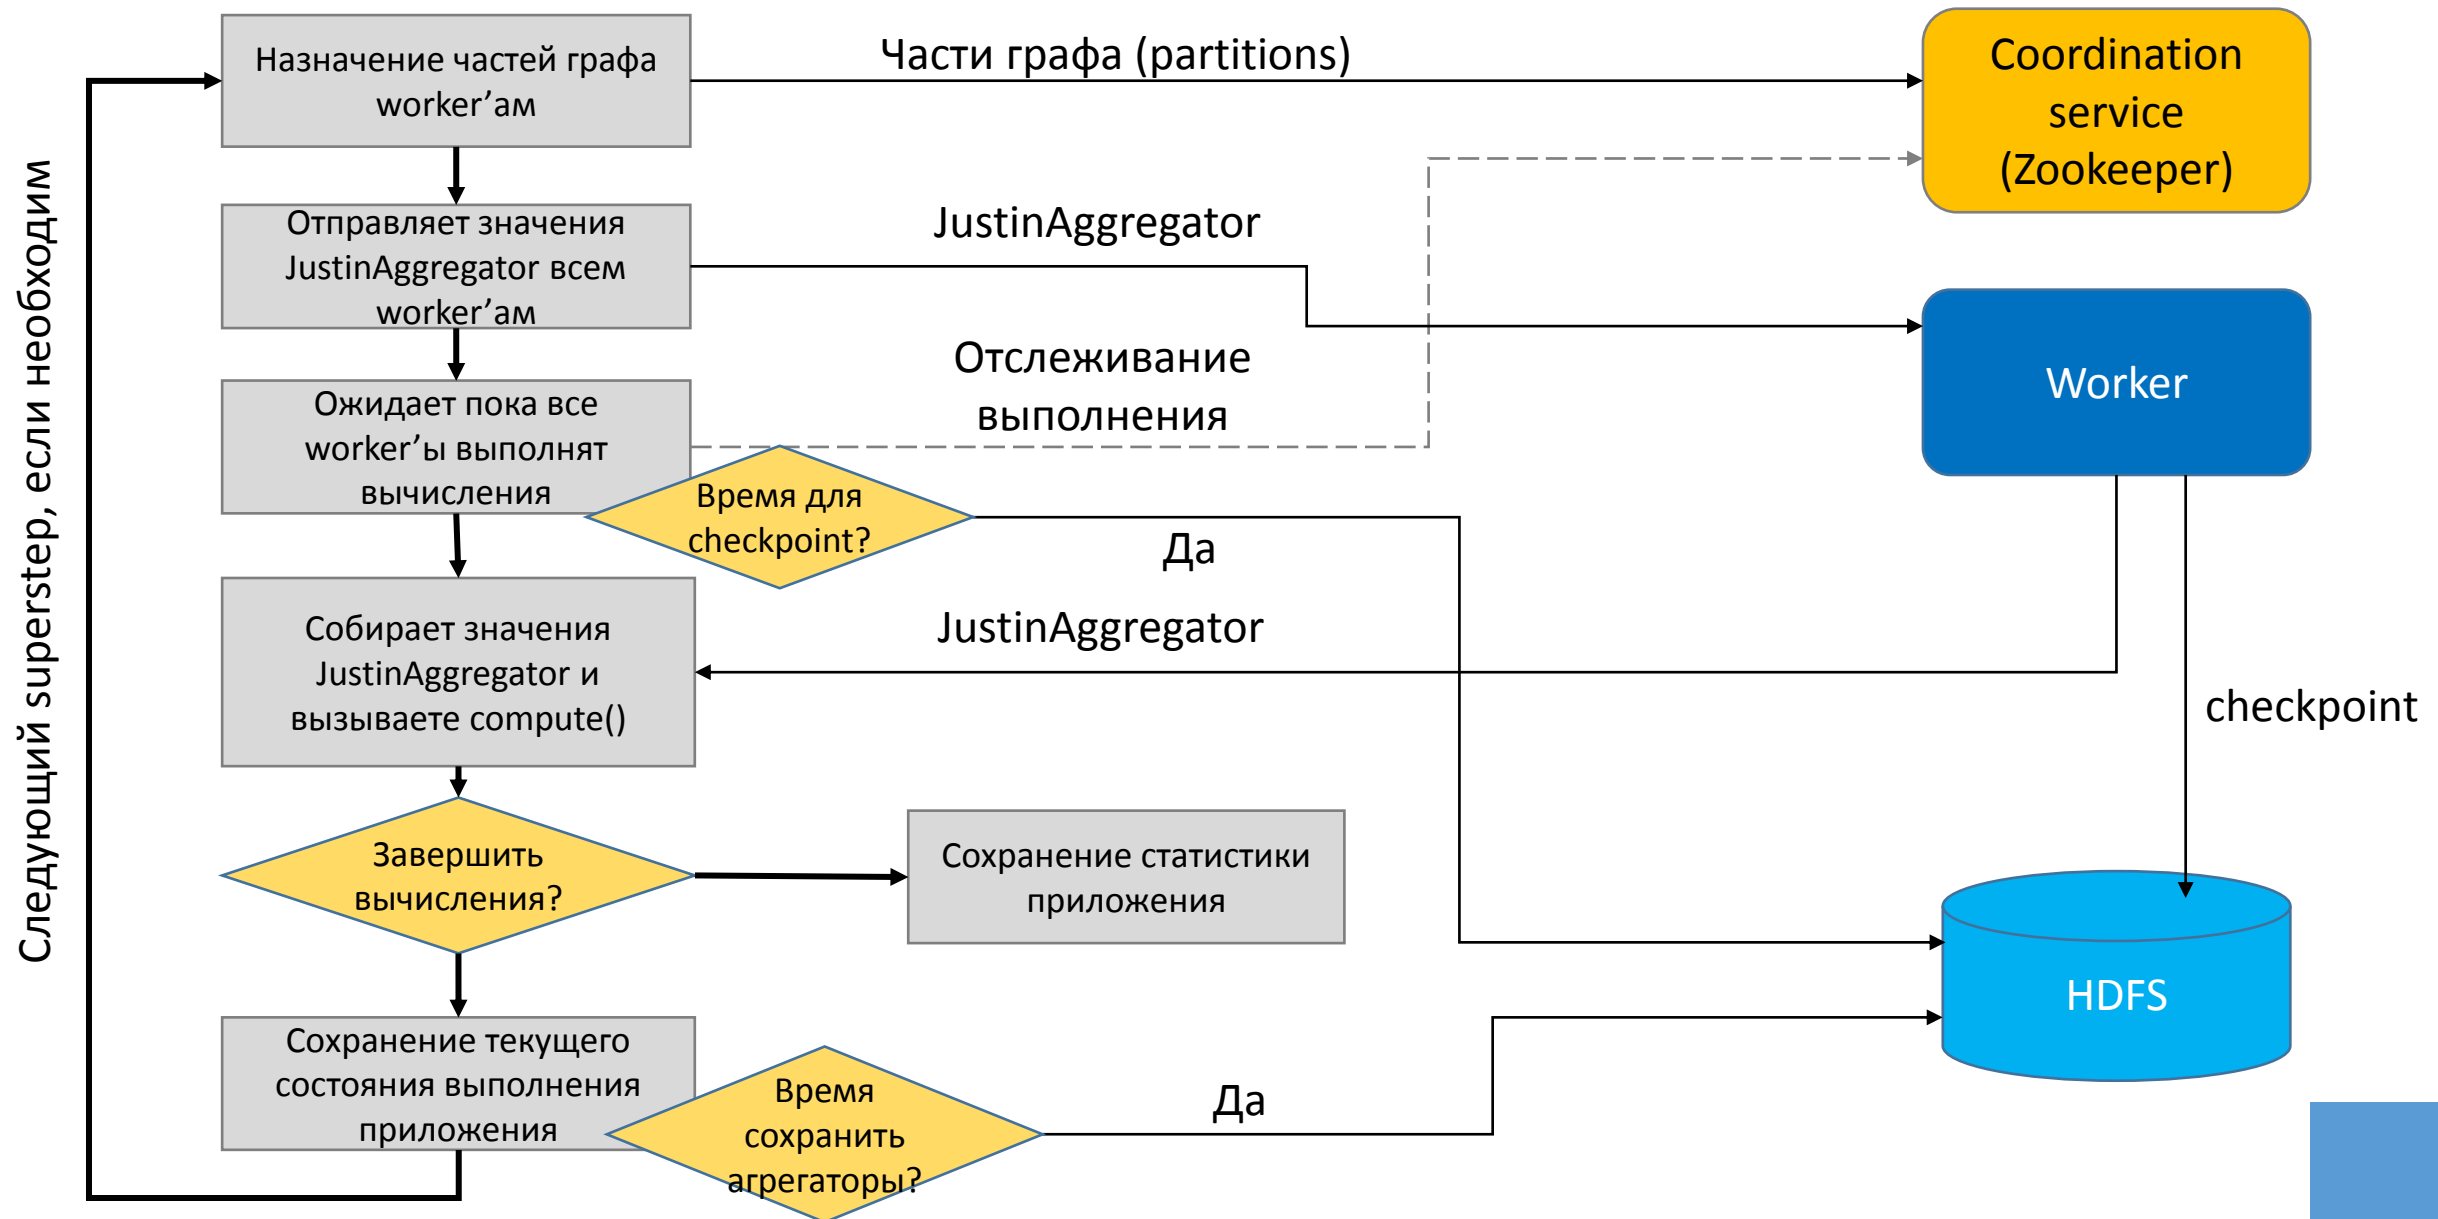 Назначение частей графа
worker’ам
Части графа (partitions)
Coordination
service
(Zookeeper)
Отправляет значения
JustinAggregator всем
worker’ам
JustinAggregator
Worker
Ожидает пока все
worker’ы выполнят
вычисления
Отслеживание
выполнения
Время для
checkpoint?
Да
Собирает значения
JustinAggregator и
вызываете compute()
JustinAggregator
checkpoint
Завершить
вычисления?
Сохранение статистики
приложения
HDFS
Сохранение текущего
состояния выполнения
приложения
Время
сохранить
агрегаторы?
Да
Следующий superstep, если необходим